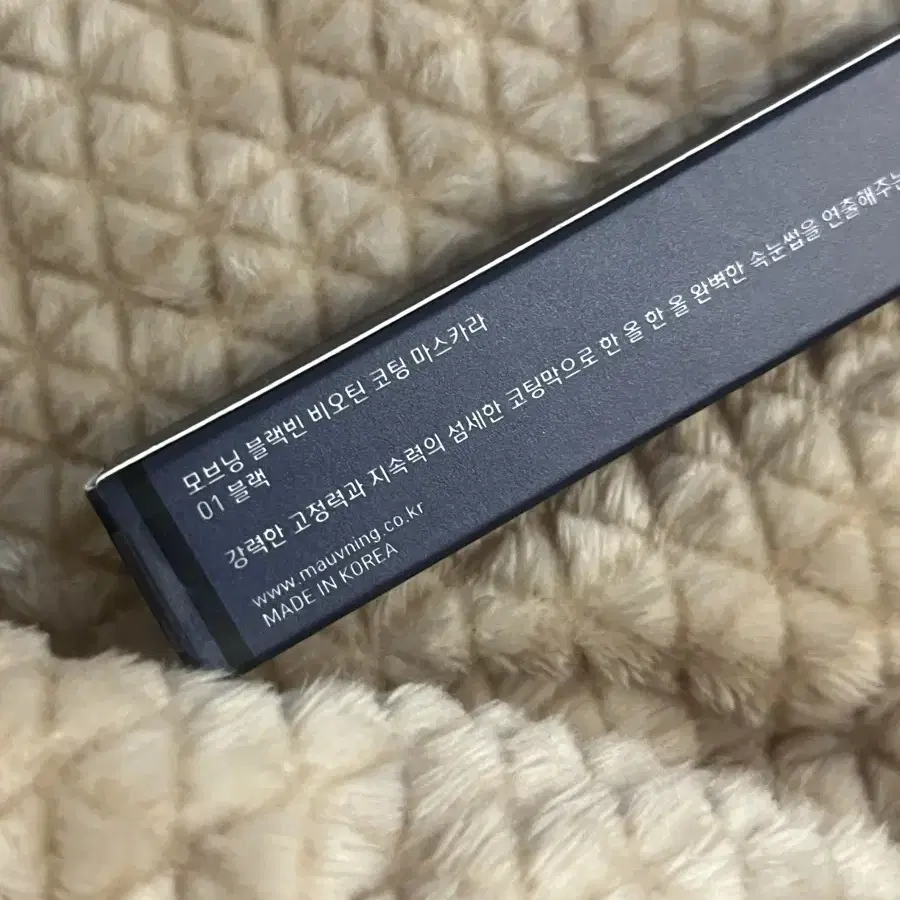 모브닝 블랙빈 비오틴 코팅 마스카라
01 블랙
강력한 고정력과 지속력의 섬세한 코팅막으로 한 올 한 올 완벽한 속눈썹을 연출해주는
www.mauvning.co.kr
MADE IN KOREA